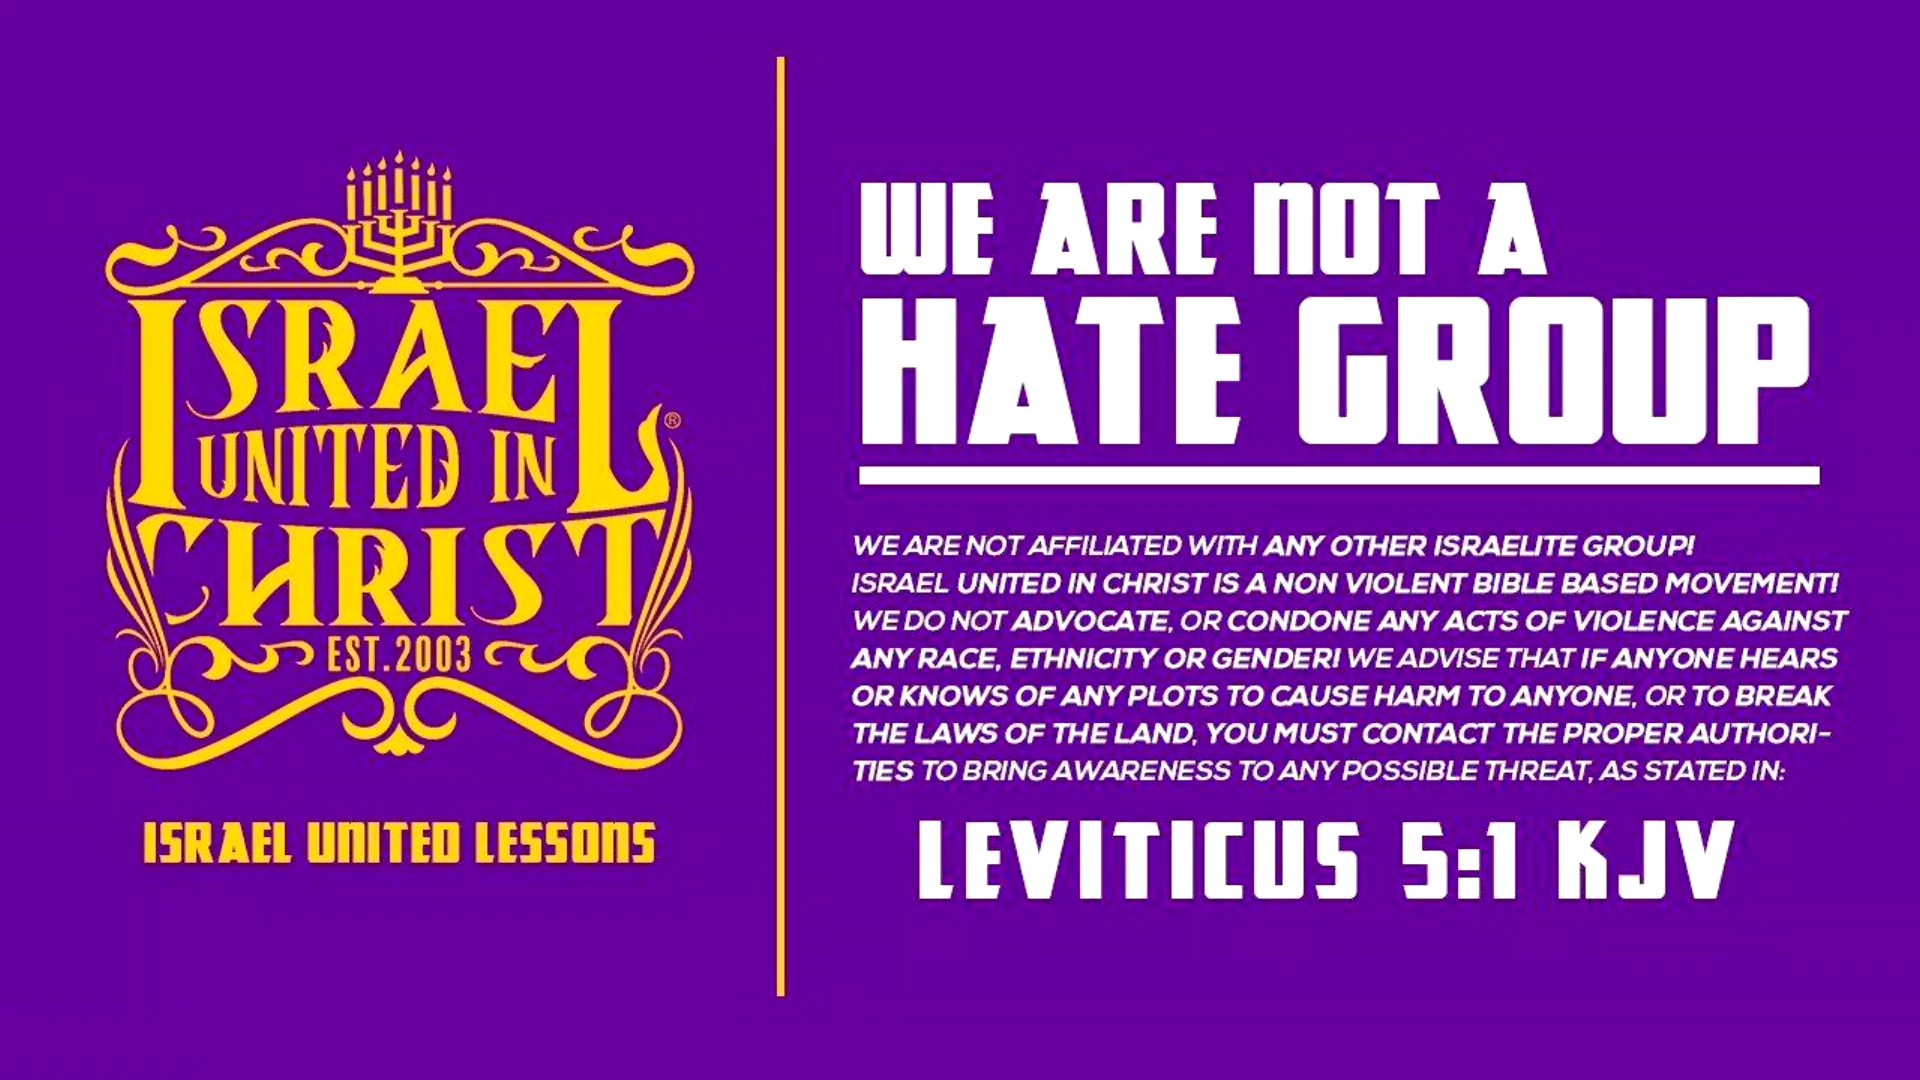 ISRAEL
UNITED IN
CHRIST
®
EST.2003
ISRAEL UNITED LESSONS
WE ARE NOT A
HATE GROUP
WE ARE NOT AFFILIATED WITH ANY OTHER ISRAELITE GROUP!
ISRAEL UNITED IN CHRIST IS A NON VIOLENT BIBLE BASED MOVEMENT!
WE DO NOT ADVOCATE, OR CONDONE ANY ACTS OF VIOLENCE AGAINST
ANY RACE, ETHNICITY OR GENDER! WE ADVISE THAT IF ANYONE HEARS
OR KNOWS OF ANY PLOTS TO CAUSE HARM TO ANYONE, OR TO BREAK
THE LAWS OF THE LAND, YOU MUST CONTACT THE PROPER AUTHORI-
TIES TO BRING AWARENESS TO ANY POSSIBLE THREAT, AS STATED IN:
LEVITICUS 5:1 KJV